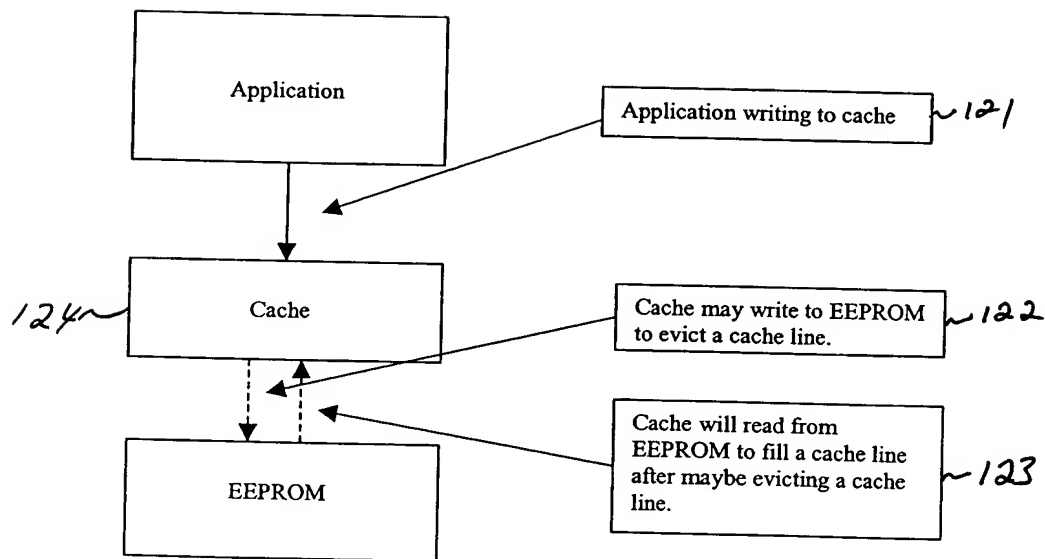 Application
Application writing to cache
121
124
Cache
Cache may write to EEPROM
to evict a cache line.
122
Cache will read from
EEPROM to fill a cache line
after maybe evicting a cache
line.
123
EEPROM